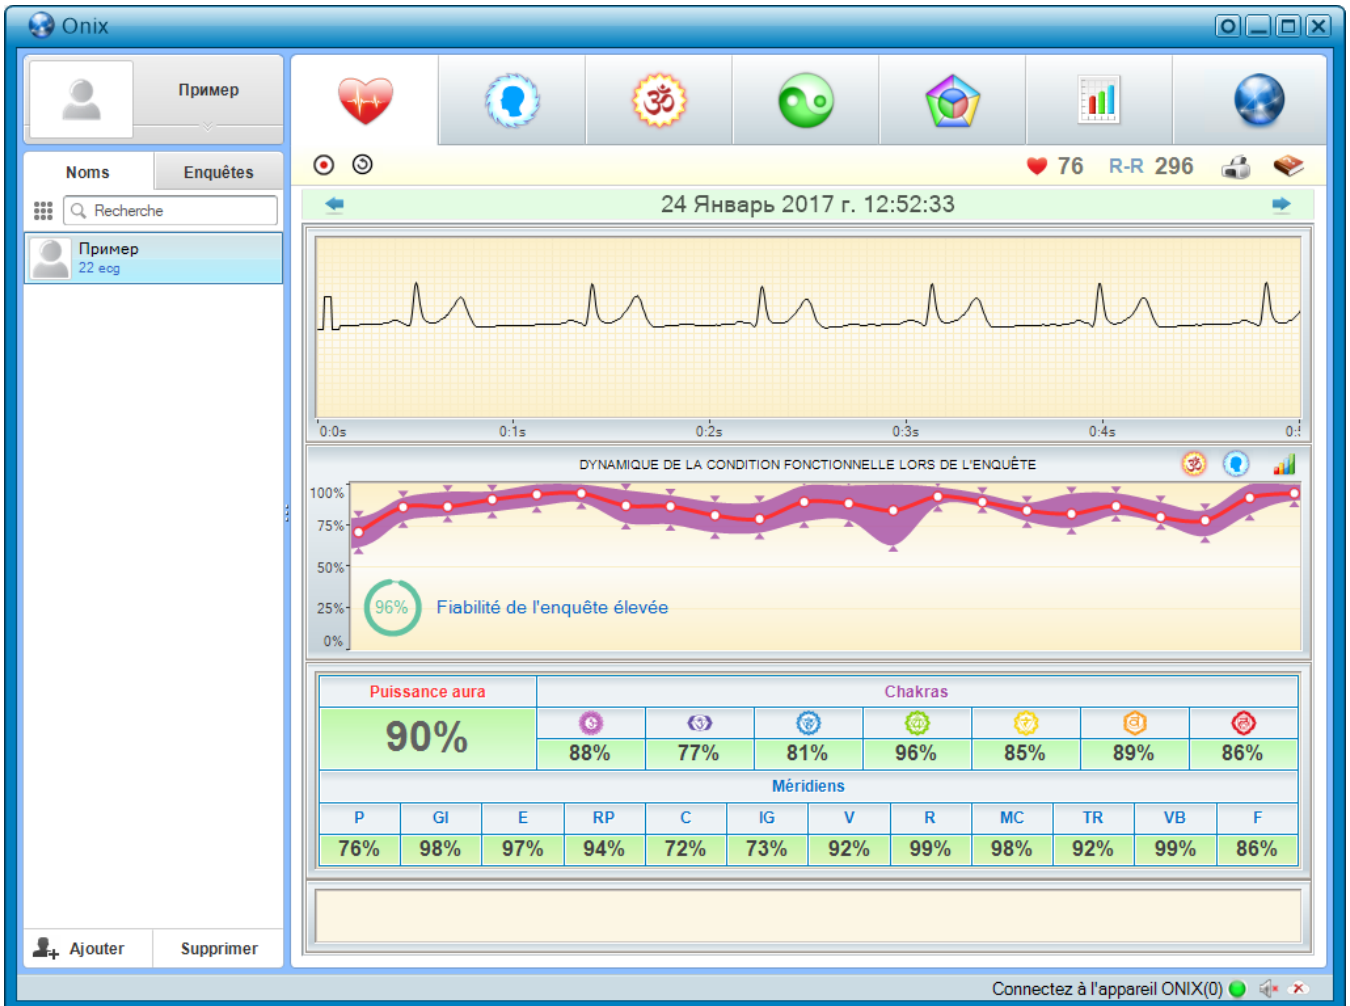 Onix
Пример
Noms Enquêtes
Recherche
Пример
22 ecg
76 R-R 296
24 Январь 2017 г. 12:52:33
0:0s 0:1s 0:2s 0:3s 0:4s
DYNAMIQUE DE LA CONDITION FONCTIONNELLE LORS DE L'ENQUÊTE
100%
75%
50%
25%
0%
96% Fiabilité de l'enquête élevée
Puissance aura Chakras
90%
88% 77% 81% 96% 85% 89% 86%
Méridiens
P GI E RP C IG V R MC TR VB F
76% 98% 97% 94% 72% 73% 92% 99% 98% 92% 99% 86%
Ajouter Supprimer
Connectez à l'appareil ONIX(0)